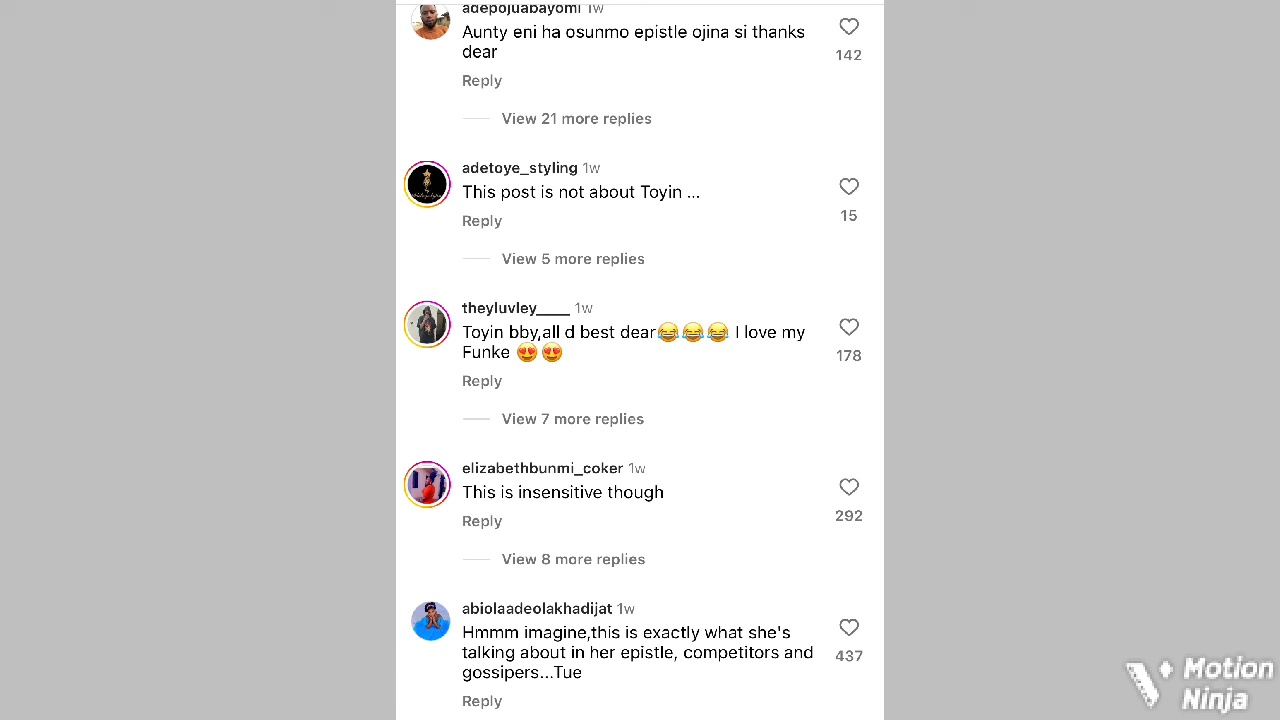 adepojuabayomi 1w
Aunty eni ha osunmo epistle ojina si thanks
dear
142
Reply
View 21 more replies
adetoye_styling 1w
This post is not about Toyin ...
15
Reply
View 5 more replies
theyluvley____ 1w
Toyin bby,all d best dear😂😂😂 I love my
Funke 😍😍
178
Reply
View 7 more replies
elizabethbunmi_coker 1w
This is insensitive though
292
Reply
View 8 more replies
abiolaadeolakhadijat 1w
Hmmm imagine,this is exactly what she's
talking about in her epistle, competitors and
437
gossipers...Tue
Reply
Motion
Ninja